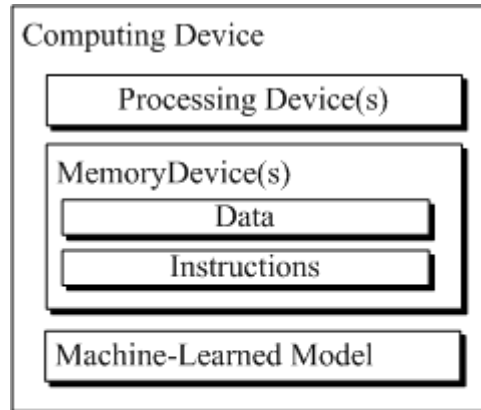 Computing Device
Processing Device(s)
MemoryDevice(s)
Data
Instructions
Machine-Learned Model